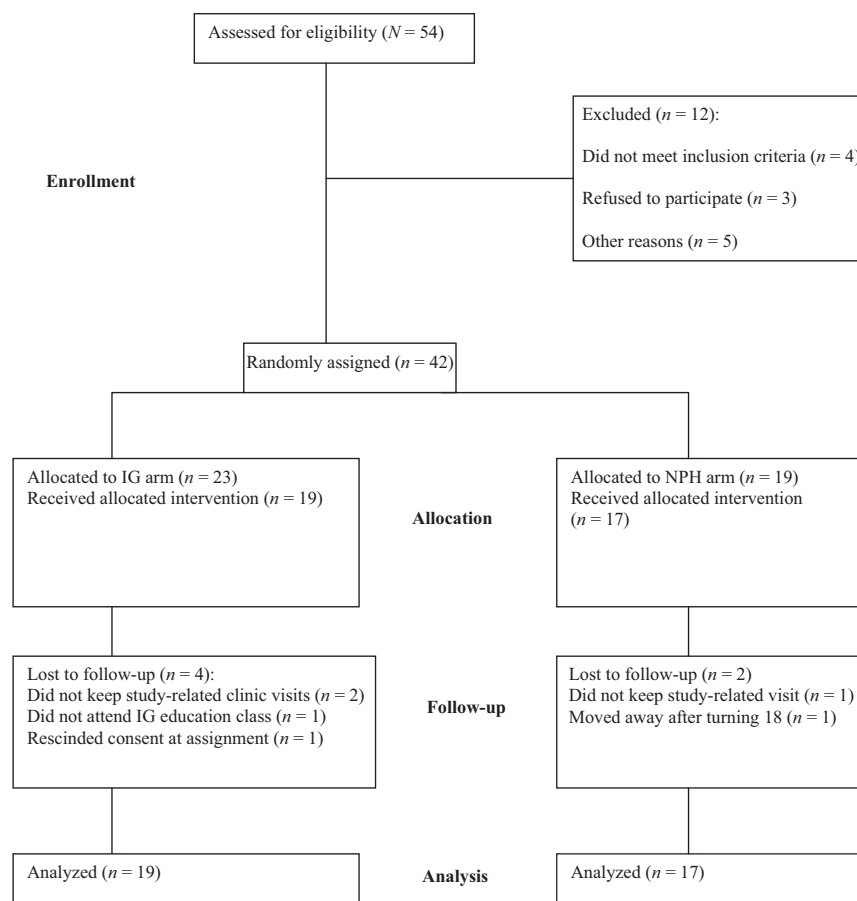 Assessed for eligibility (N = 54)
Excluded (n = 12):
Did not meet inclusion criteria (n = 4)
Refused to participate (n = 3)
Other reasons (n = 5)
Enrollment
Randomly assigned (n = 42)
Allocated to IG arm (n = 23)
Received allocated intervention (n = 19)
Allocation
Allocated to NPH arm (n = 19)
Received allocated intervention
(n = 17)
Lost to follow-up (n = 4):
Did not keep study-related clinic visits (n = 2)
Did not attend IG education class (n = 1)
Rescinded consent at assignment (n = 1)
Follow-up
Lost to follow-up (n = 2)
Did not keep study-related visit (n = 1)
Moved away after turning 18 (n = 1)
Analyzed (n = 19)
Analysis
Analyzed (n = 17)